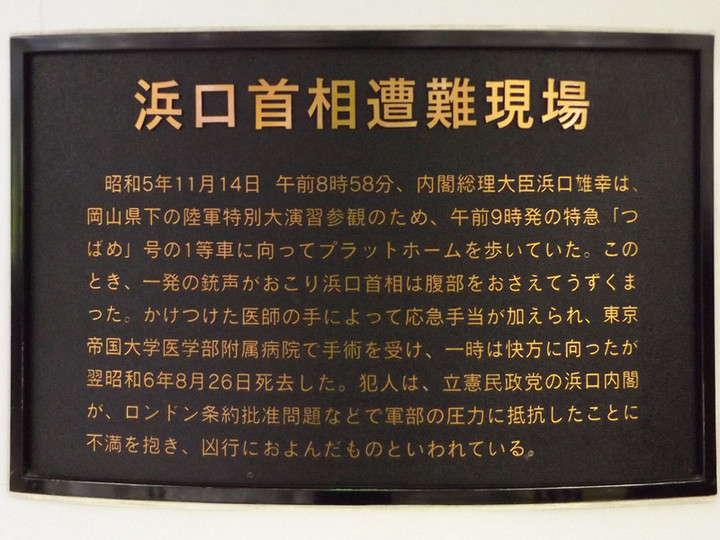 浜口首相遭難現場
昭和5年11月14日 午前8時58分、内閣総理大臣浜口雄幸は、
岡山県下の陸軍特別大演習参観のため、午前9時発の特急「つ
ばめ」号の1等車に向ってプラットホームを歩いていた。この
とき、一発の銃声がおこり浜口首相は腹部をおさえてうずくま
った。かけつけた医師の手によって応急手当が加えられ、東京
帝国大学医学部附属病院で手術を受け、一時は快方に向ったが
翌昭和6年8月26日死去した。犯人は、立憲民政党の浜口内閣
が、ロンドン条約批准問題などで軍部の圧力に抵抗したことに
不満を抱き、凶行におよんだものといわれている。